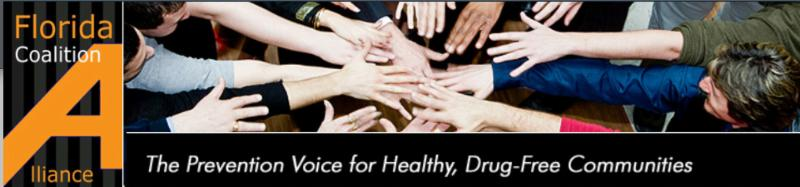 Florida
Coalition
A
lliance
The Prevention Voice for Healthy, Drug-Free Communities